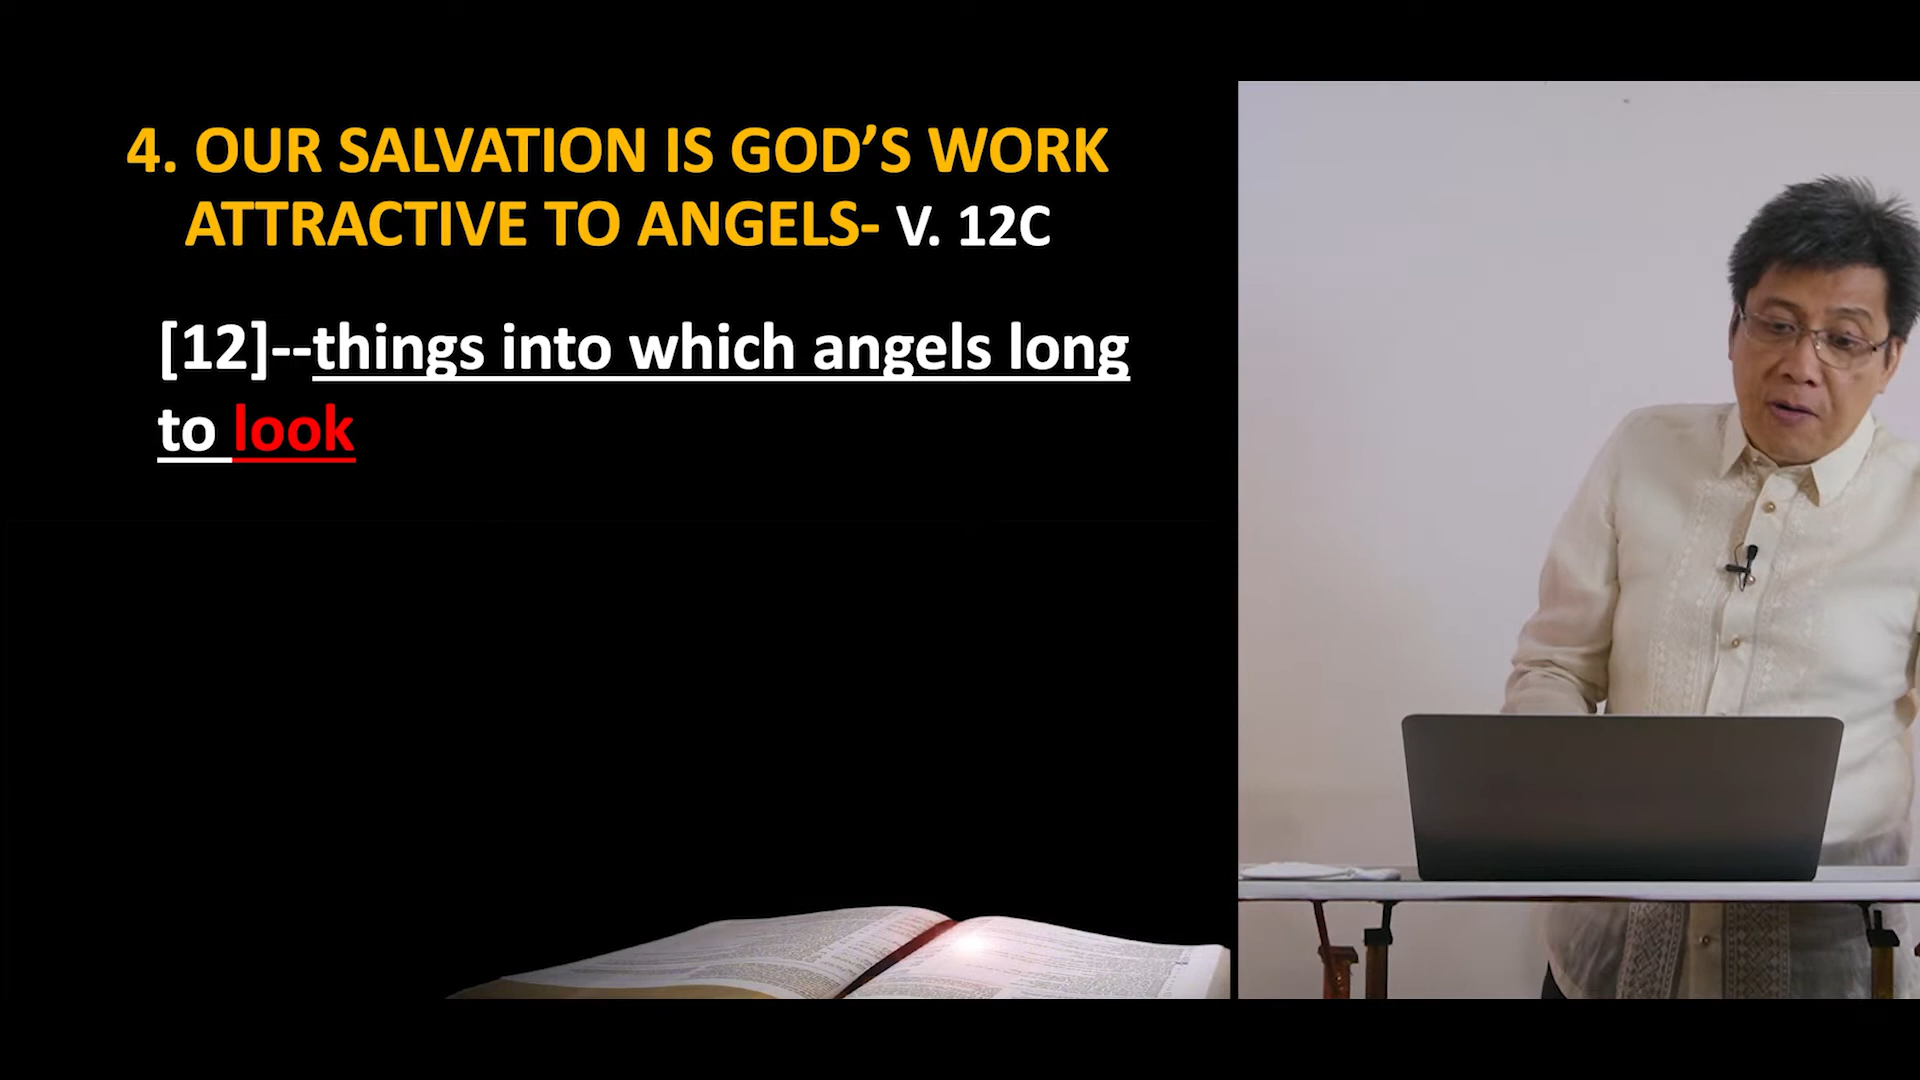 4. OUR SALVATION IS GOD’S WORK
ATTRACTIVE TO ANGELS- V. 12C
[12]--things into which angels long
to look